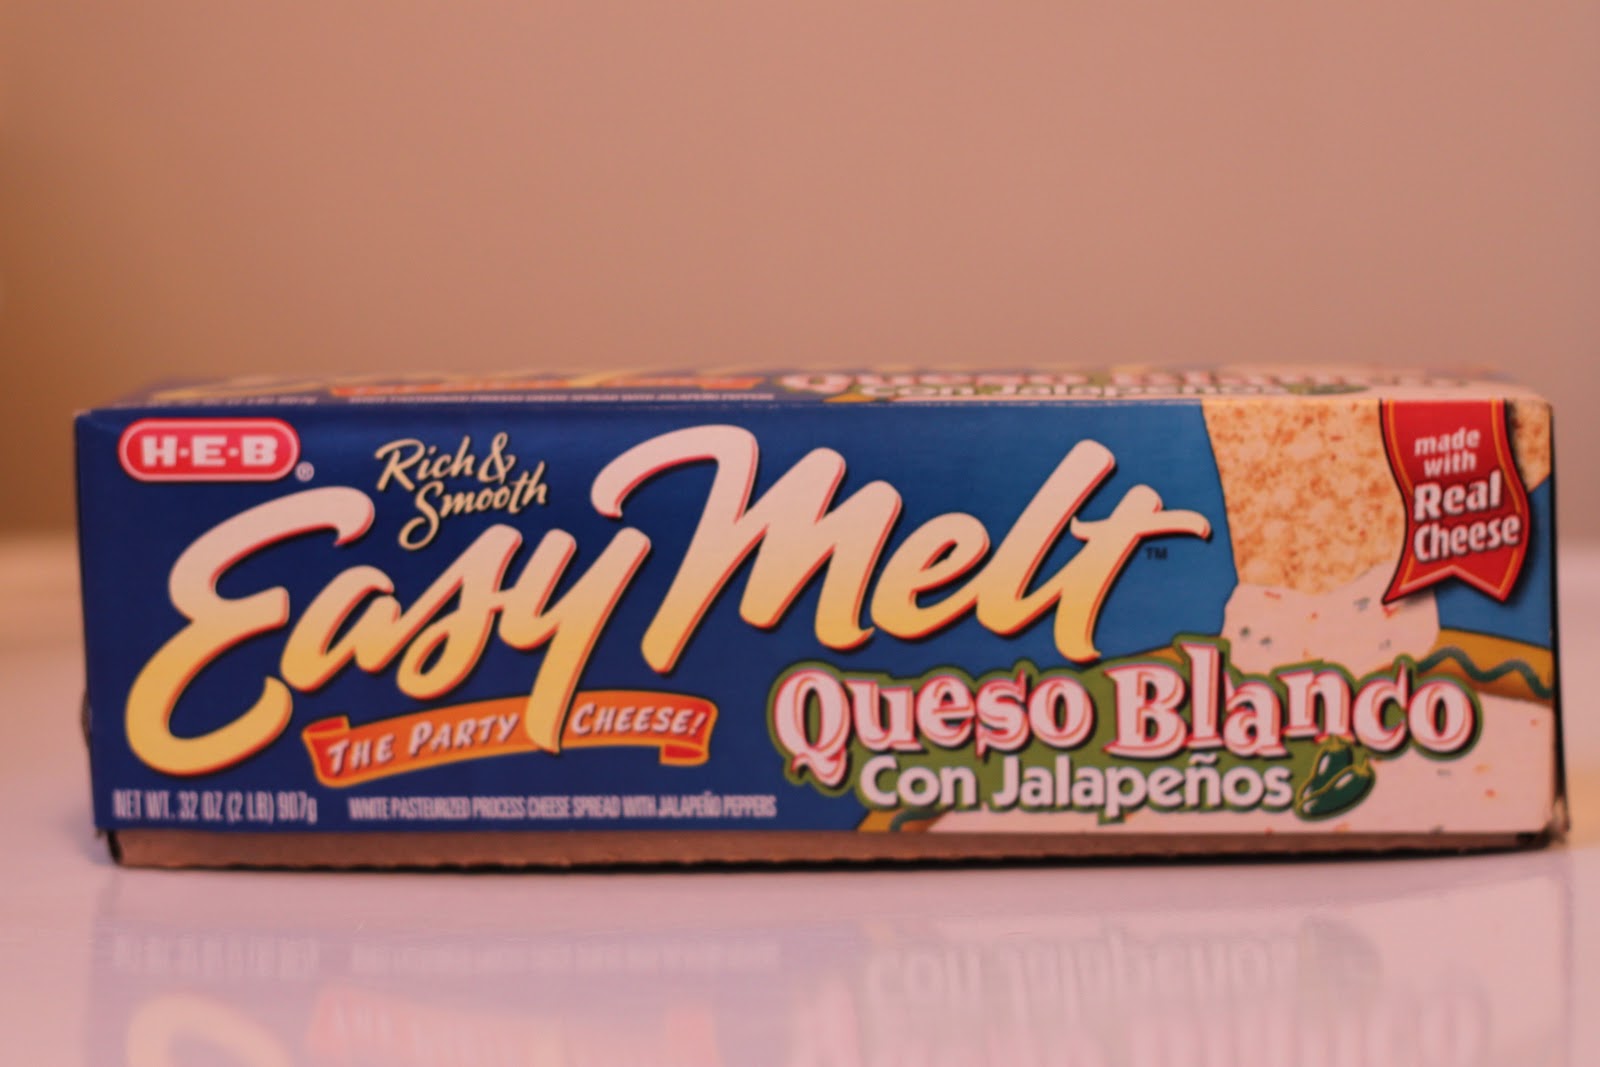 H·E·B®
Rich &
Smooth
Easy Melt™
THE PARTY CHEESE!
made
with
Real
Cheese
Queso Blanco
Con Jalapeños
NET WT. 32 OZ (2 LB) 907g
WHITE PASTEURIZED PROCESS CHEESE SPREAD WITH JALAPEÑO PEPPERS